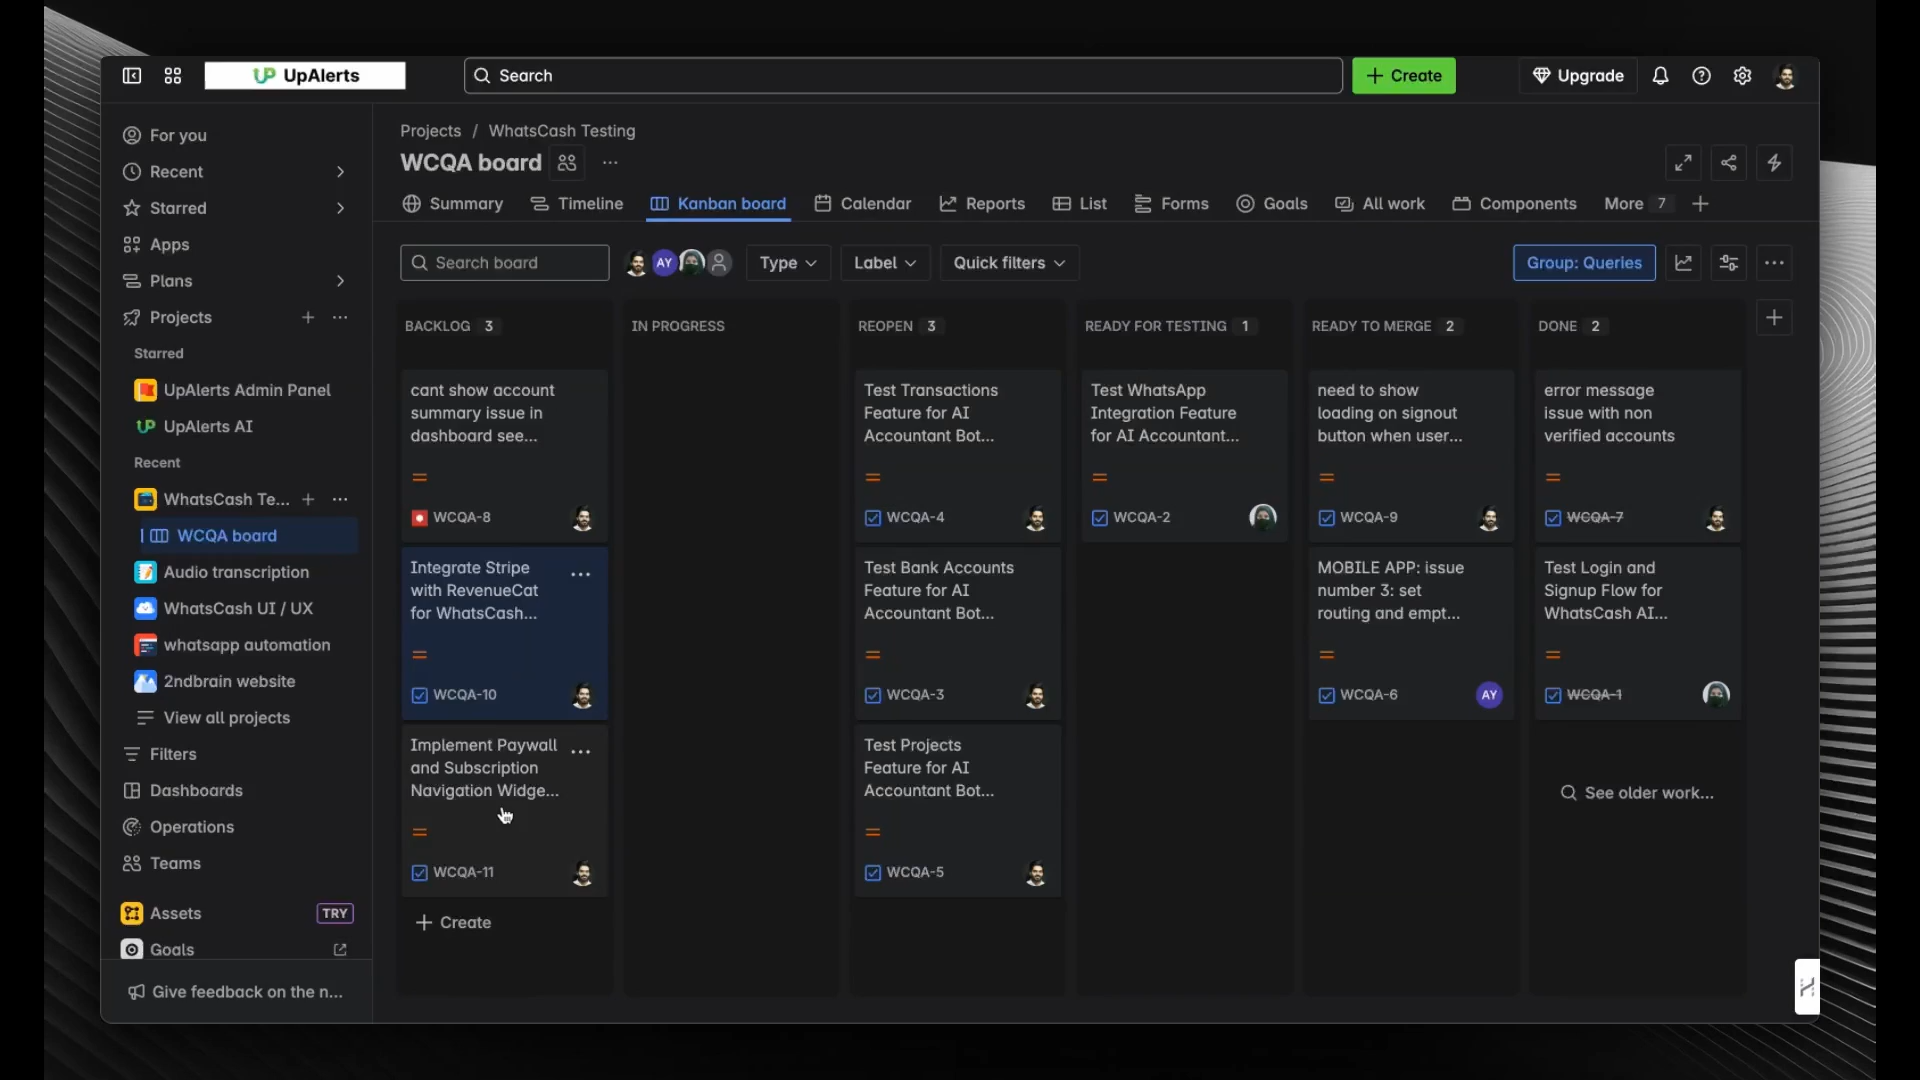 UpAlerts
Search
Create
Upgrade
For you
Recent
Starred
Apps
Plans
Projects
Starred
UpAlerts Admin Panel
UpAlerts AI
Recent
WhatsCash Te...
WCQA board
Audio transcription
WhatsCash UI / UX
whatsapp automation
2ndbrain website
View all projects
Filters
Dashboards
Operations
Teams
Assets
TRY
Goals
Give feedback on the n...
Projects / WhatsCash Testing
WCQA board
Summary
Timeline
Kanban board
Calendar
Reports
List
Forms
Goals
All work
Components
More 7
Search board
AY
Type
Label
Quick filters
Group: Queries
BACKLOG 3
cant show account
summary issue in
dashboard see...
WCQA-8
Integrate Stripe
with RevenueCat
for WhatsCash...
WCQA-10
Implement Paywall
and Subscription
Navigation Widge...
WCQA-11
Create
IN PROGRESS
REOPEN 3
Test Transactions
Feature for AI
Accountant Bot...
WCQA-4
Test Bank Accounts
Feature for AI
Accountant Bot...
WCQA-3
Test Projects
Feature for AI
Accountant Bot...
WCQA-5
READY FOR TESTING 1
Test WhatsApp
Integration Feature
for AI Accountant...
WCQA-2
READY TO MERGE 2
need to show
loading on signout
button when user...
WCQA-9
MOBILE APP: issue
number 3: set
routing and empt...
WCQA-6
AY
DONE 2
error message
issue with non
verified accounts
WCQA-7
Test Login and
Signup Flow for
WhatsCash AI...
WCQA-1
See older work...